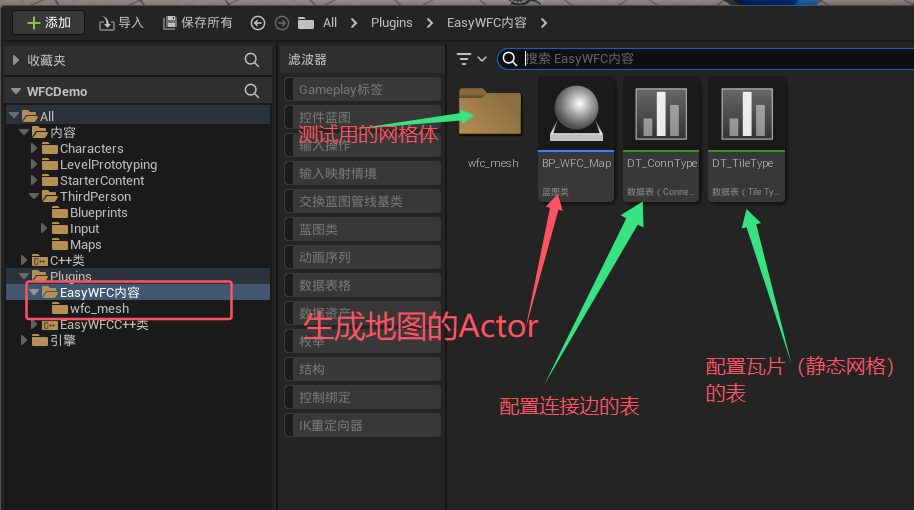 添加
导入
保存所有
All
Plugins
EasyWFC内容
收藏夹
WFCDemo
All
内容
Characters
LevelPrototyping
StarterContent
ThirdPerson
Blueprints
Input
Maps
C++类
Plugins
EasyWFC内容
wfc_mesh
EasyWFCC++类
引擎
滤波器
Gameplay标签
控件蓝图
输入操作
输入映射情境
交换蓝图管线基类
蓝图类
动画序列
数据表格
数据资产
枚举
结构
控制绑定
IK重定向器
搜索 EasyWFC内容
wfc_mesh
BP_WFC_Map
蓝图类
DT_ConnType
数据表（Conne...
DT_TileType
数据表（Tile Ty...
测试用的网格体
生成地图的Actor
配置连接边的表
配置瓦片（静态网格）
的表